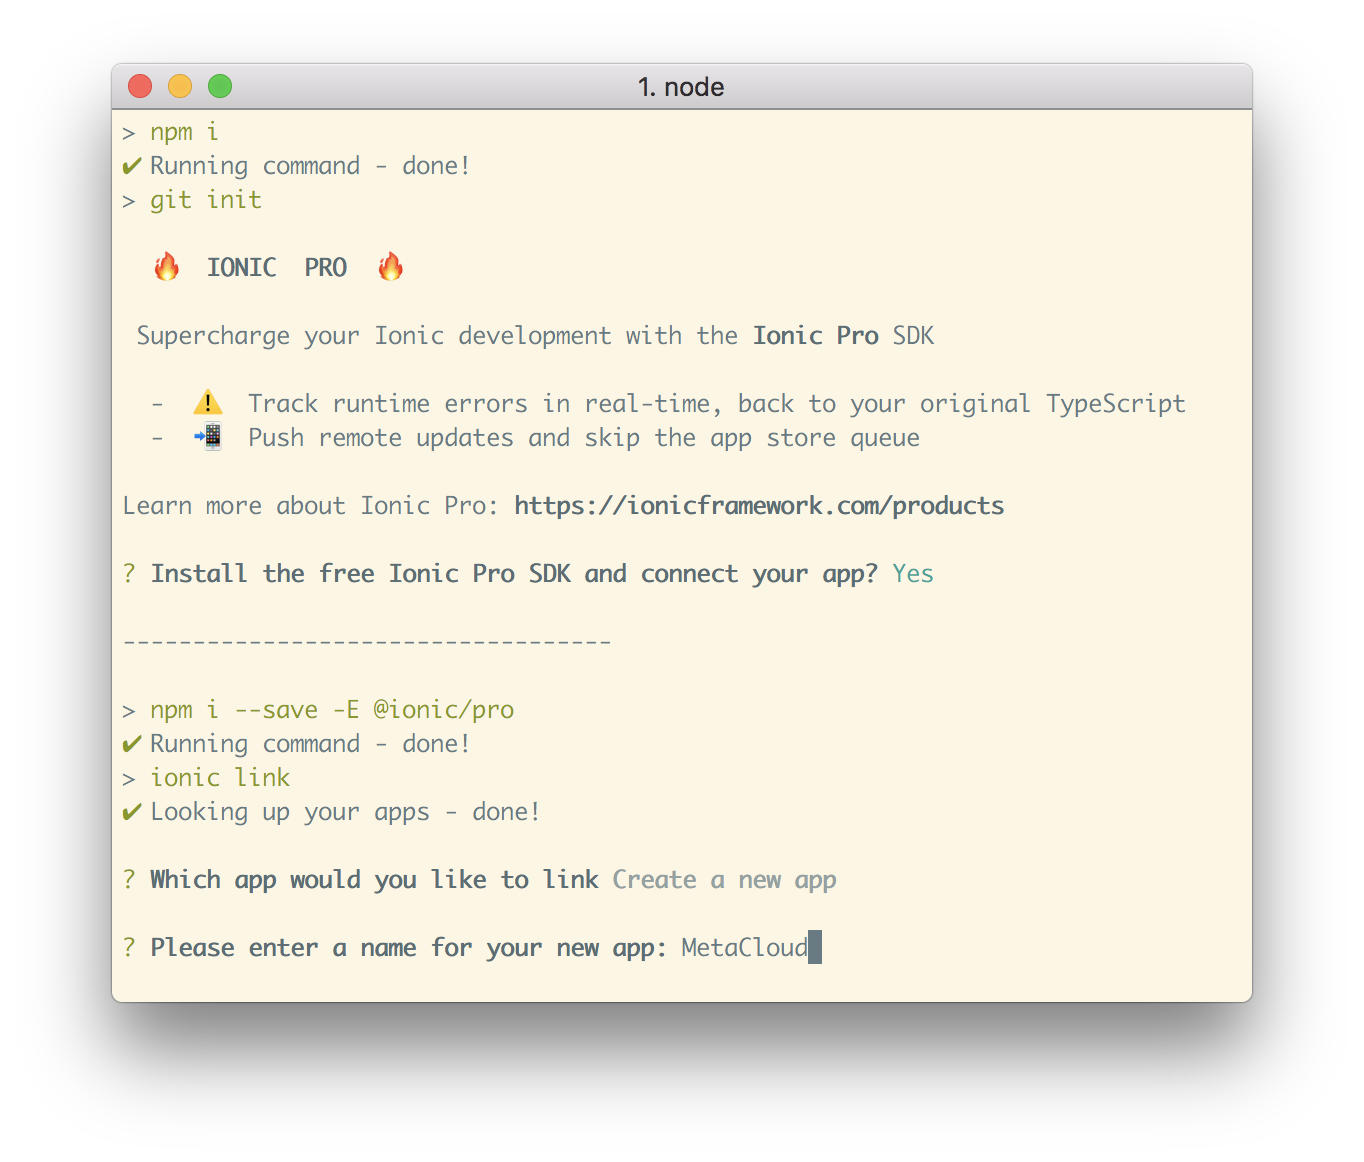 1. node
> npm i
✔ Running command - done!
> git init
🔥 IONIC PRO 🔥
Supercharge your Ionic development with the Ionic Pro SDK
- ⚠️ Track runtime errors in real-time, back to your original TypeScript
- 📲 Push remote updates and skip the app store queue
Learn more about Ionic Pro: https://ionicframework.com/products
? Install the free Ionic Pro SDK and connect your app? Yes
-----------------------------------
> npm i --save -E @ionic/pro
✔ Running command - done!
> ionic link
✔ Looking up your apps - done!
? Which app would you like to link Create a new app
? Please enter a name for your new app: MetaCloud